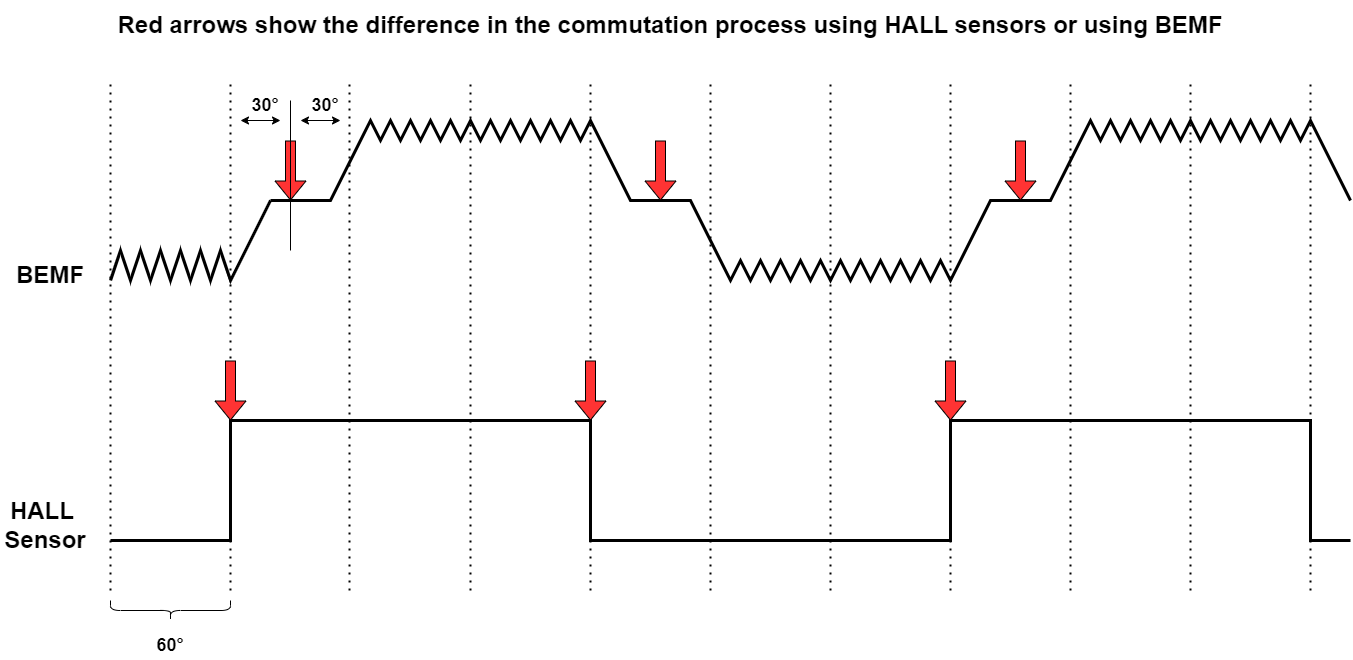 Red arrows show the difference in the commutation process using HALL sensors or using BEMF
30°
30°
BEMF
HALL
Sensor
60°